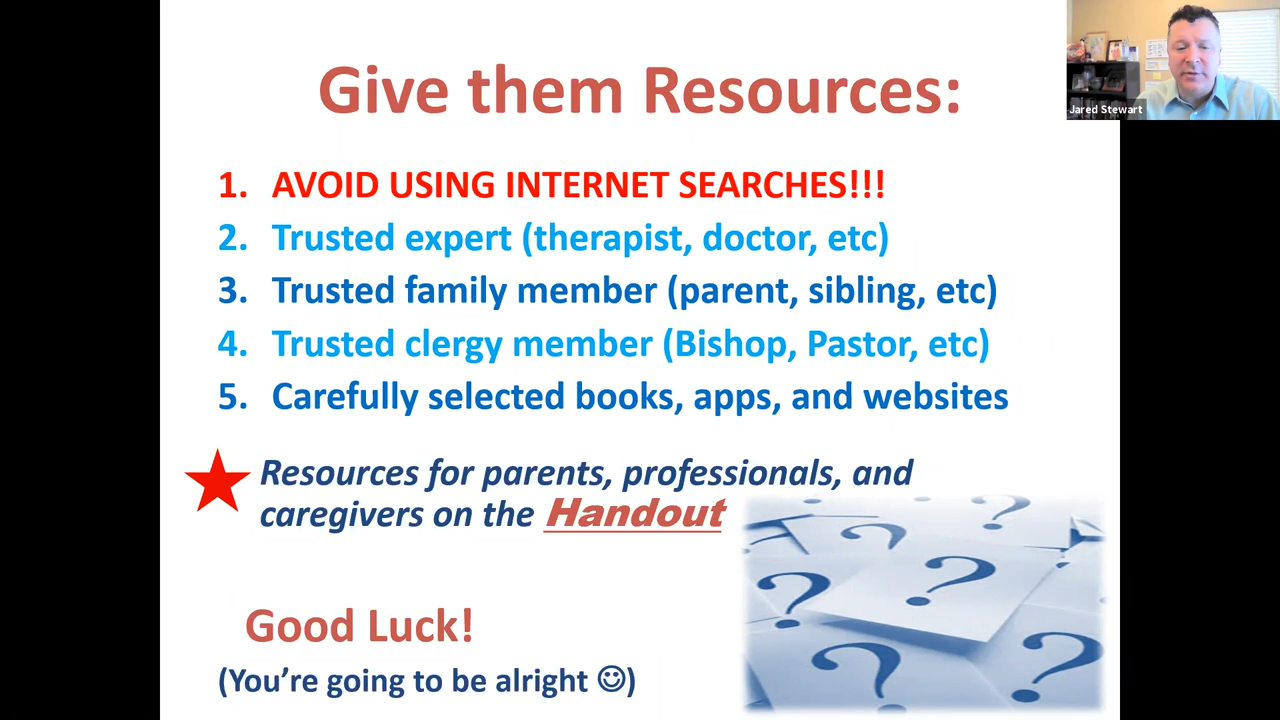 Give them Resources:
Jared Stewart
1. AVOID USING INTERNET SEARCHES!!!
2. Trusted expert (therapist, doctor, etc)
3. Trusted family member (parent, sibling, etc)
4. Trusted clergy member (Bishop, Pastor, etc)
5. Carefully selected books, apps, and websites
Resources for parents, professionals, and
caregivers on the Handout
? ? ? ? ? ? ?
Good Luck!
(You’re going to be alright ☺)